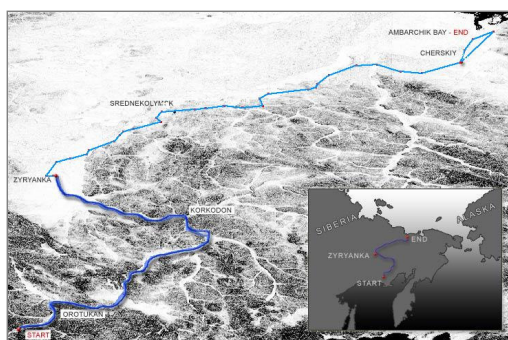 AMBARCHIK BAY - END
CHERSKIY
SREDNEKOLYMSK
ZYRYANKA
KORKODON
OROTUKAN
START
SIBERIA
ALASKA
END
ZYRYANKA
START